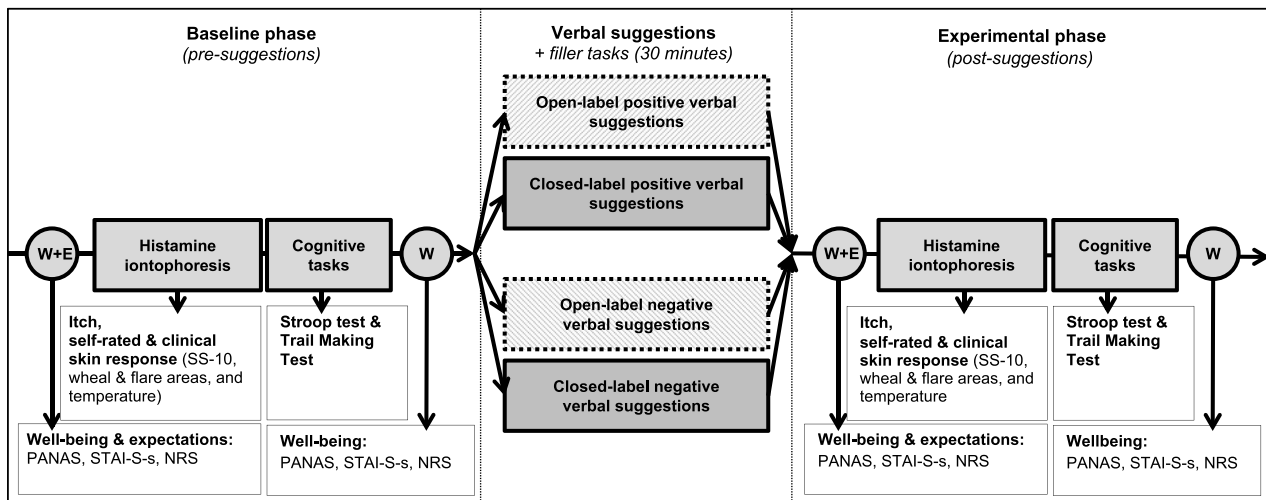 Baseline phase
(pre-suggestions)
W+E
Histamine
iontophoresis
Cognitive
tasks
W
Itch,
self-rated & clinical
skin response (SS-10,
wheal & flare areas, and
temperature)
Stroop test &
Trail Making
Test
Well-being & expectations:
PANAS, STAI-S-s, NRS
Well-being:
PANAS, STAI-S-s, NRS
Verbal suggestions
+ filler tasks (30 minutes)
Open-label positive verbal
suggestions
Closed-label positive verbal
suggestions
Open-label negative
verbal suggestions
Closed-label negative
verbal suggestions
Experimental phase
(post-suggestions)
W+E
Histamine
iontophoresis
Cognitive
tasks
W
Itch,
self-rated & clinical
skin response (SS-10,
wheal & flare areas, and
temperature
Stroop test &
Trail Making
Test
Well-being & expectations:
PANAS, STAI-S-s, NRS
Wellbeing:
PANAS, STAI-S-s, NRS